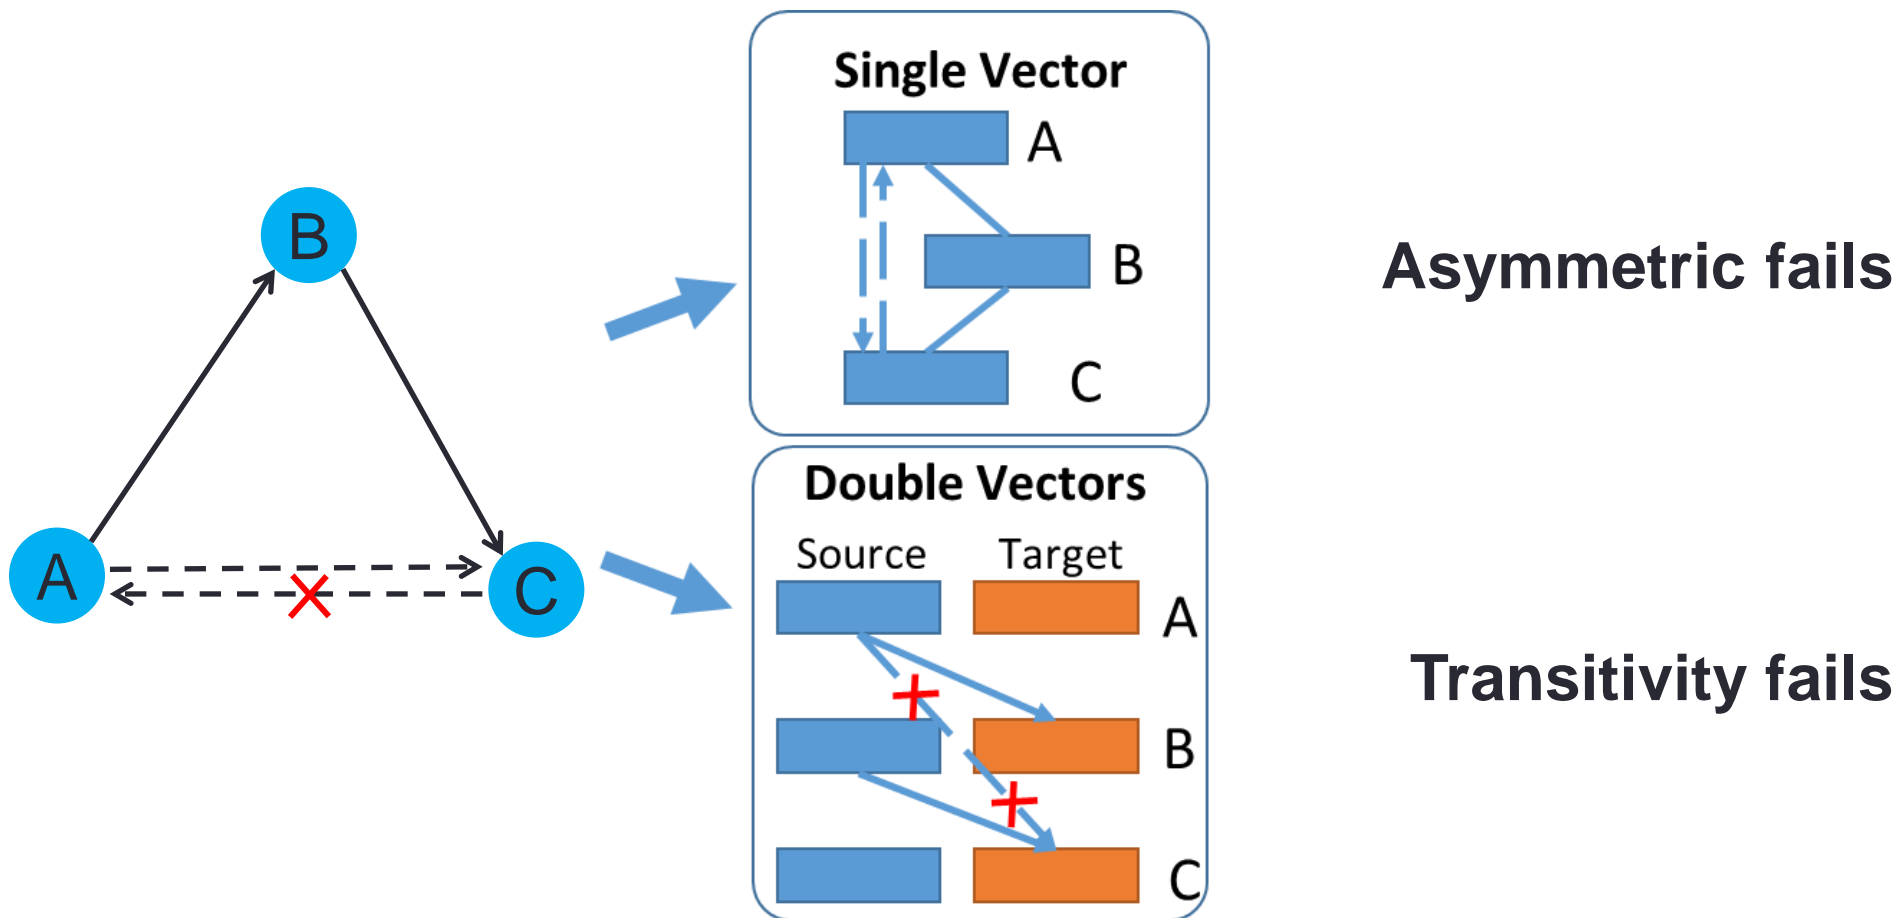 B
A
C
Single Vector
A
B
C
Asymmetric fails
Double Vectors
Source Target
A
B
C
Transitivity fails